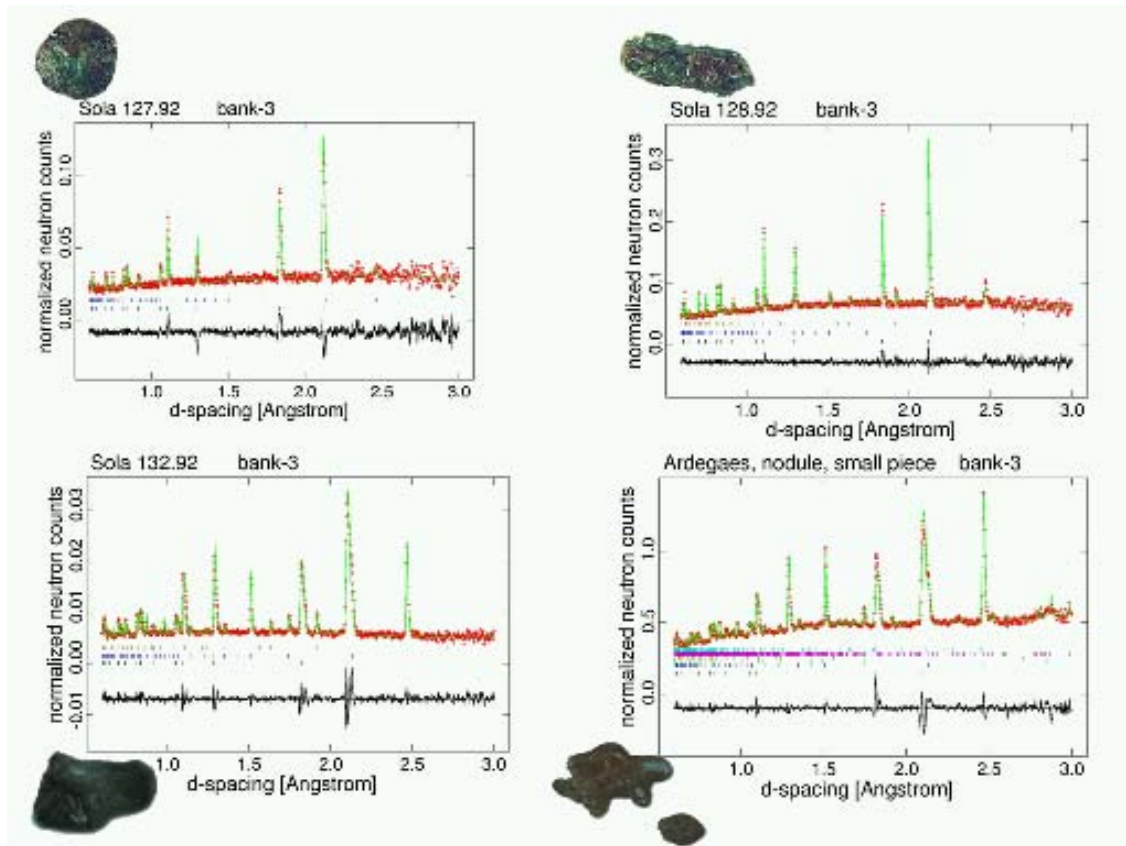 Sola 127.92 bank-3
normalized neutron counts
0.10
0.05
0.00
1.0 1.5 2.0 2.5 3.0
d-spacing [Angstrom]
Sola 128.92 bank-3
normalized neutron counts
0.3
0.2
0.1
0.0
1.0 1.5 2.0 2.5 3.0
d-spacing [Angstrom]
Sola 132.92 bank-3
normalized neutron counts
0.03
0.02
0.01
0.00
-0.01
1.0 1.5 2.0 2.5 3.0
d-spacing [Angstrom]
Ardegaes, nodule, small piece bank-3
normalized neutron counts
1.0
0.5
0.0
1.0 1.5 2.0 2.5 3.0
d-spacing [Angstrom]